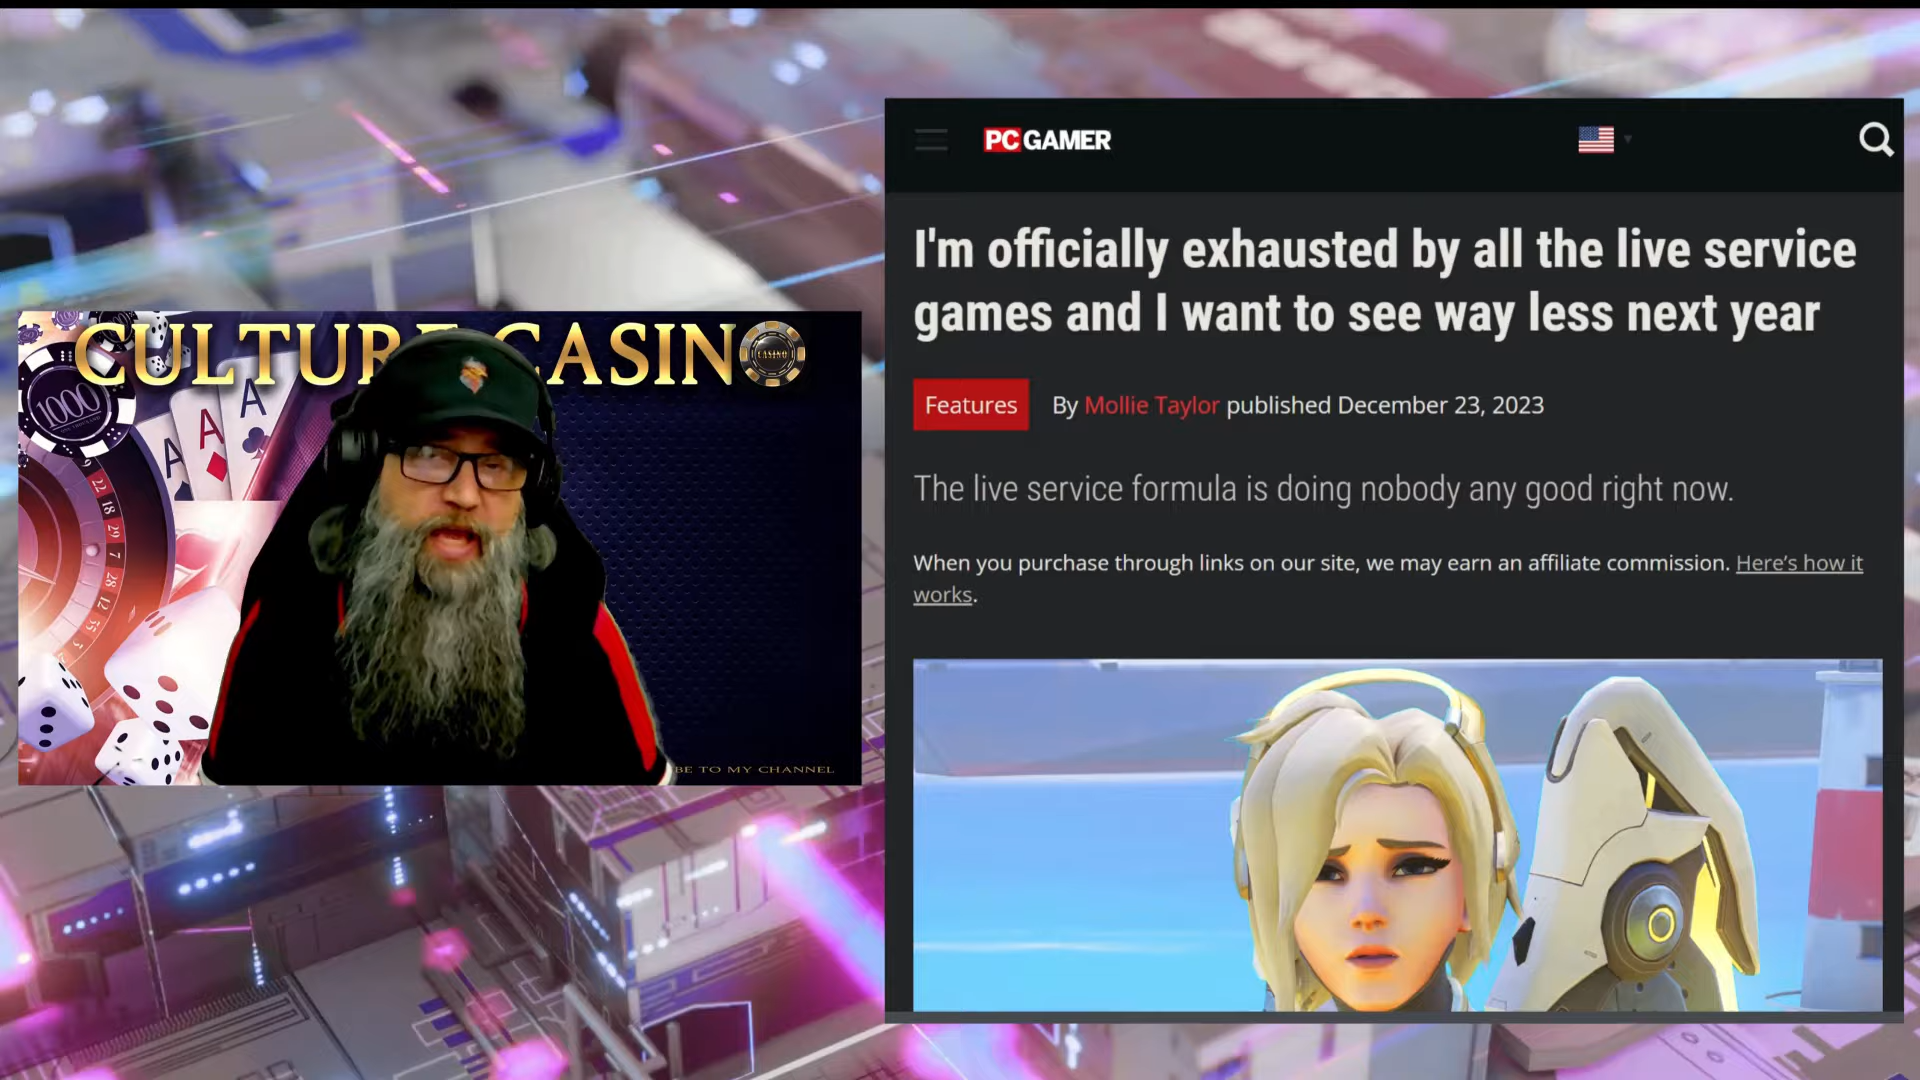 CULTURE CASINO
CASINO
1000
A
A
A
BE TO MY CHANNEL
PC GAMER
I'm officially exhausted by all the live service
games and I want to see way less next year
Features
By Mollie Taylor published December 23, 2023
The live service formula is doing nobody any good right now.
When you purchase through links on our site, we may earn an affiliate commission. Here's how it
works.